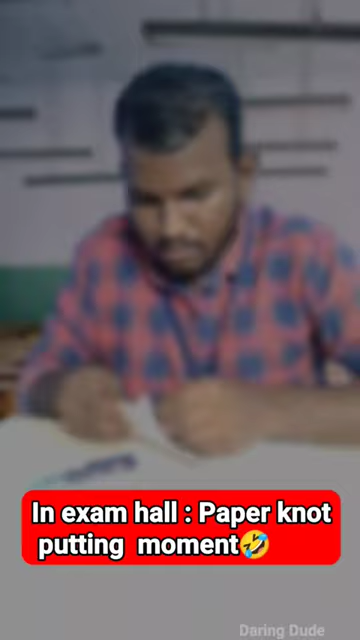 In exam hall : Paper knot
putting moment🤣
Daring Dude